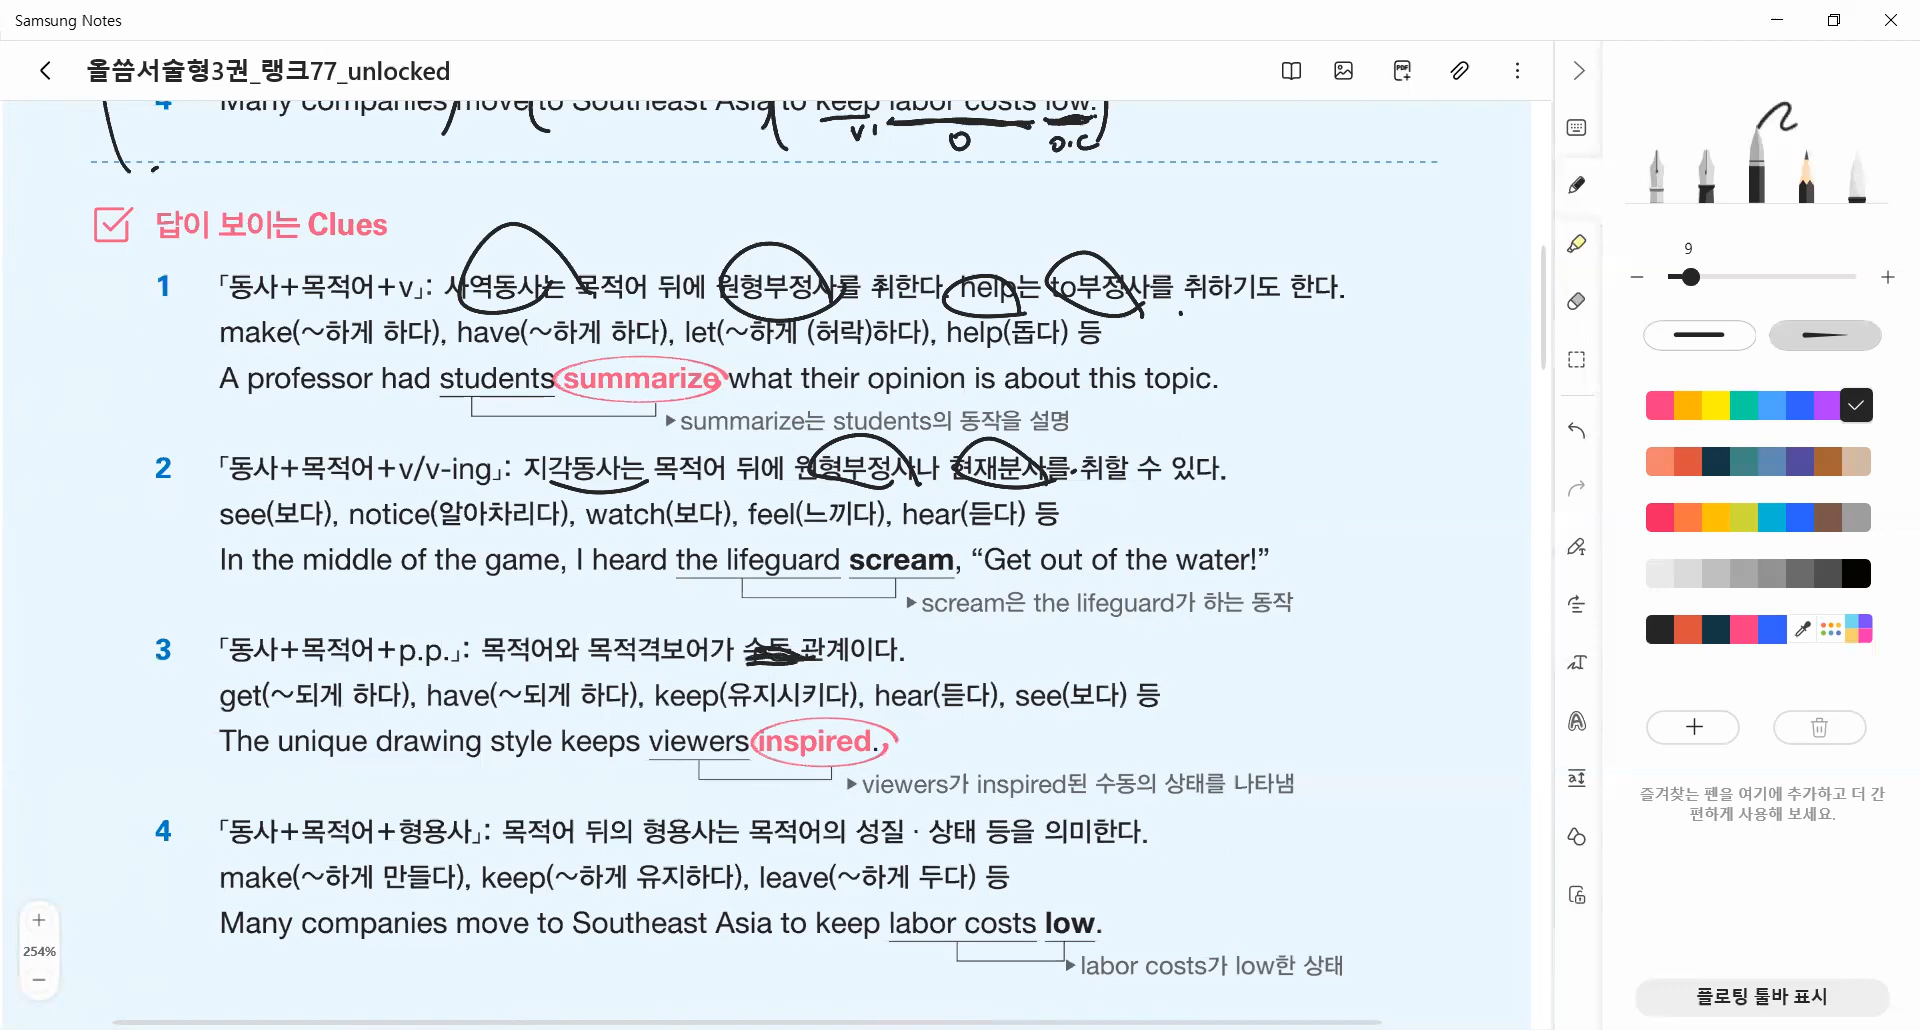 Samsung Notes
올씀서술형3권_랭크77_unlocked
4 Many companies move to Southeast Asia to keep labor costs low.
v. O O.C
답이 보이는 Clues
1 「동사+목적어+v」: 사역동사는 목적어 뒤에 원형부정사를 취한다. help는 to부정사를 취하기도 한다.
make(~하게 하다), have(~하게 하다), let(~하게 (허락)하다), help(돕다) 등
A professor had students summarize what their opinion is about this topic.
▶summarize는 students의 동작을 설명
2 「동사+목적어+v/v-ing」: 지각동사는 목적어 뒤에 원형부정사나 현재분사를 취할 수 있다.
see(보다), notice(알아차리다), watch(보다), feel(느끼다), hear(듣다) 등
In the middle of the game, I heard the lifeguard scream, “Get out of the water!”
▶scream은 the lifeguard가 하는 동작
3 「동사+목적어+p.p.」: 목적어와 목적격보어가 수동 관계이다.
get(~되게 하다), have(~되게 하다), keep(유지시키다), hear(듣다), see(보다) 등
The unique drawing style keeps viewers inspired.
▶viewers가 inspired된 수동의 상태를 나타냄
4 「동사+목적어+형용사」: 목적어 뒤의 형용사는 목적어의 성질 · 상태 등을 의미한다.
make(~하게 만들다), keep(~하게 유지하다), leave(~하게 두다) 등
Many companies move to Southeast Asia to keep labor costs low.
▶labor costs가 low한 상태
254%
9
즐겨찾는 펜을 여기에 추가하고 더 간
편하게 사용해 보세요.
플로팅 툴바 표시